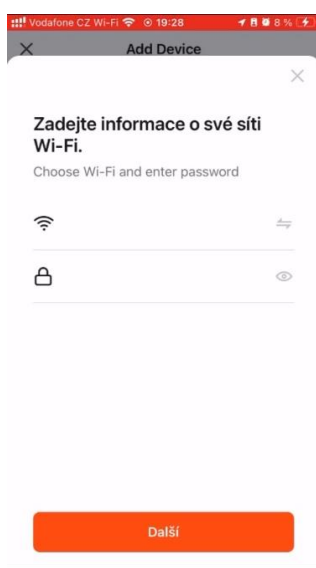 Vodafone CZ Wi-Fi 19:28 8 %
Add Device
Zadejte informace o své síti
Wi-Fi.
Choose Wi-Fi and enter password
Další